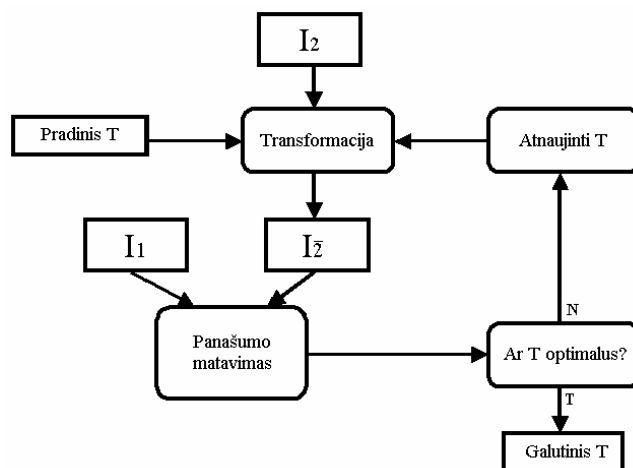 I2
Pradinis T
Transformacija
Atnaujinti T
I1
I2̅
Panašumo
matavimas
N
Ar T optimalus?
T
Galutinis T